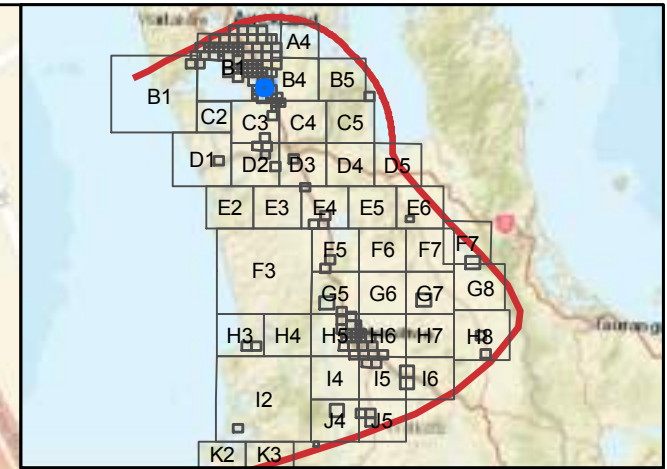 A4
B1 B1 B4 B5
C2 C3 C4 C5
D1 D2 D3 D4 D5
E2 E3 E4 E5 E6
F3 F5 F6 F7 F7
G5 G6 G7 G8
H3 H4 H5 H6 H7 H8
I2 I4 I5 I6
J4 J5
K2 K3